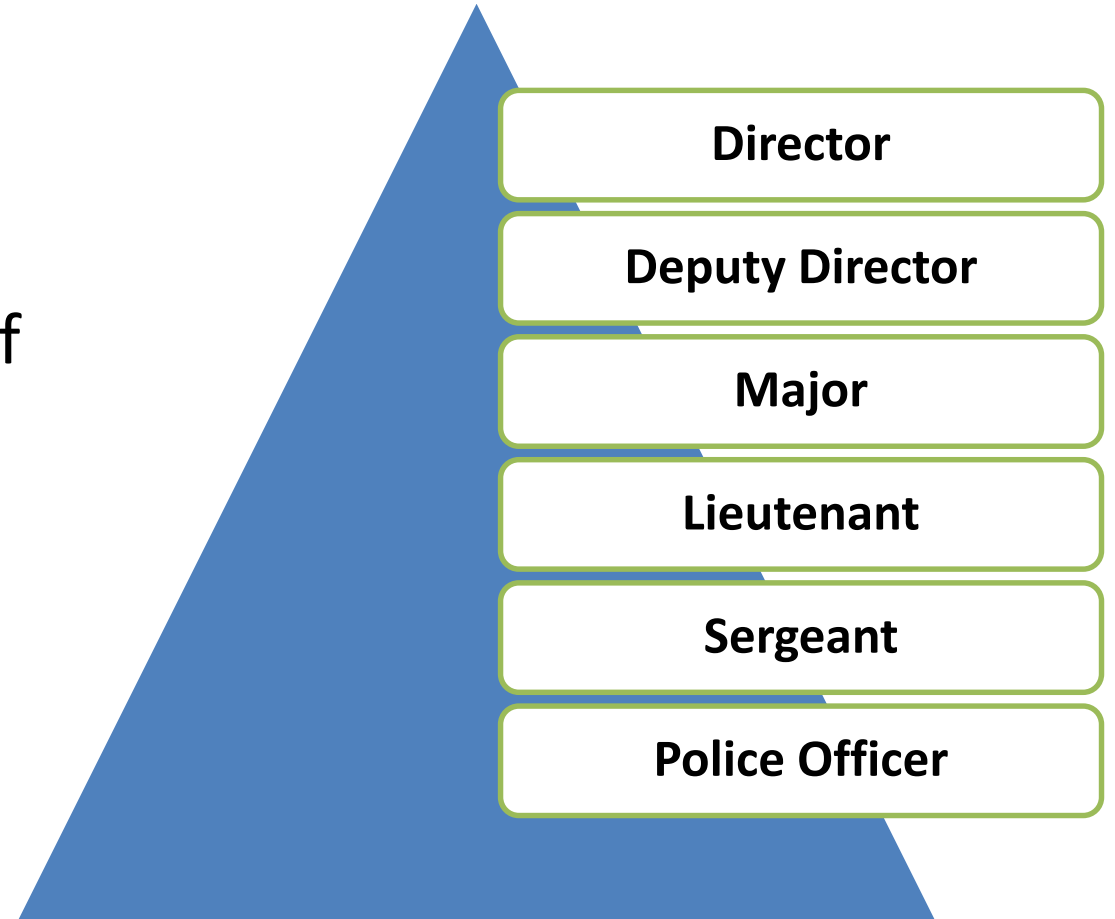 f
Director
Deputy Director
Major
Lieutenant
Sergeant
Police Officer